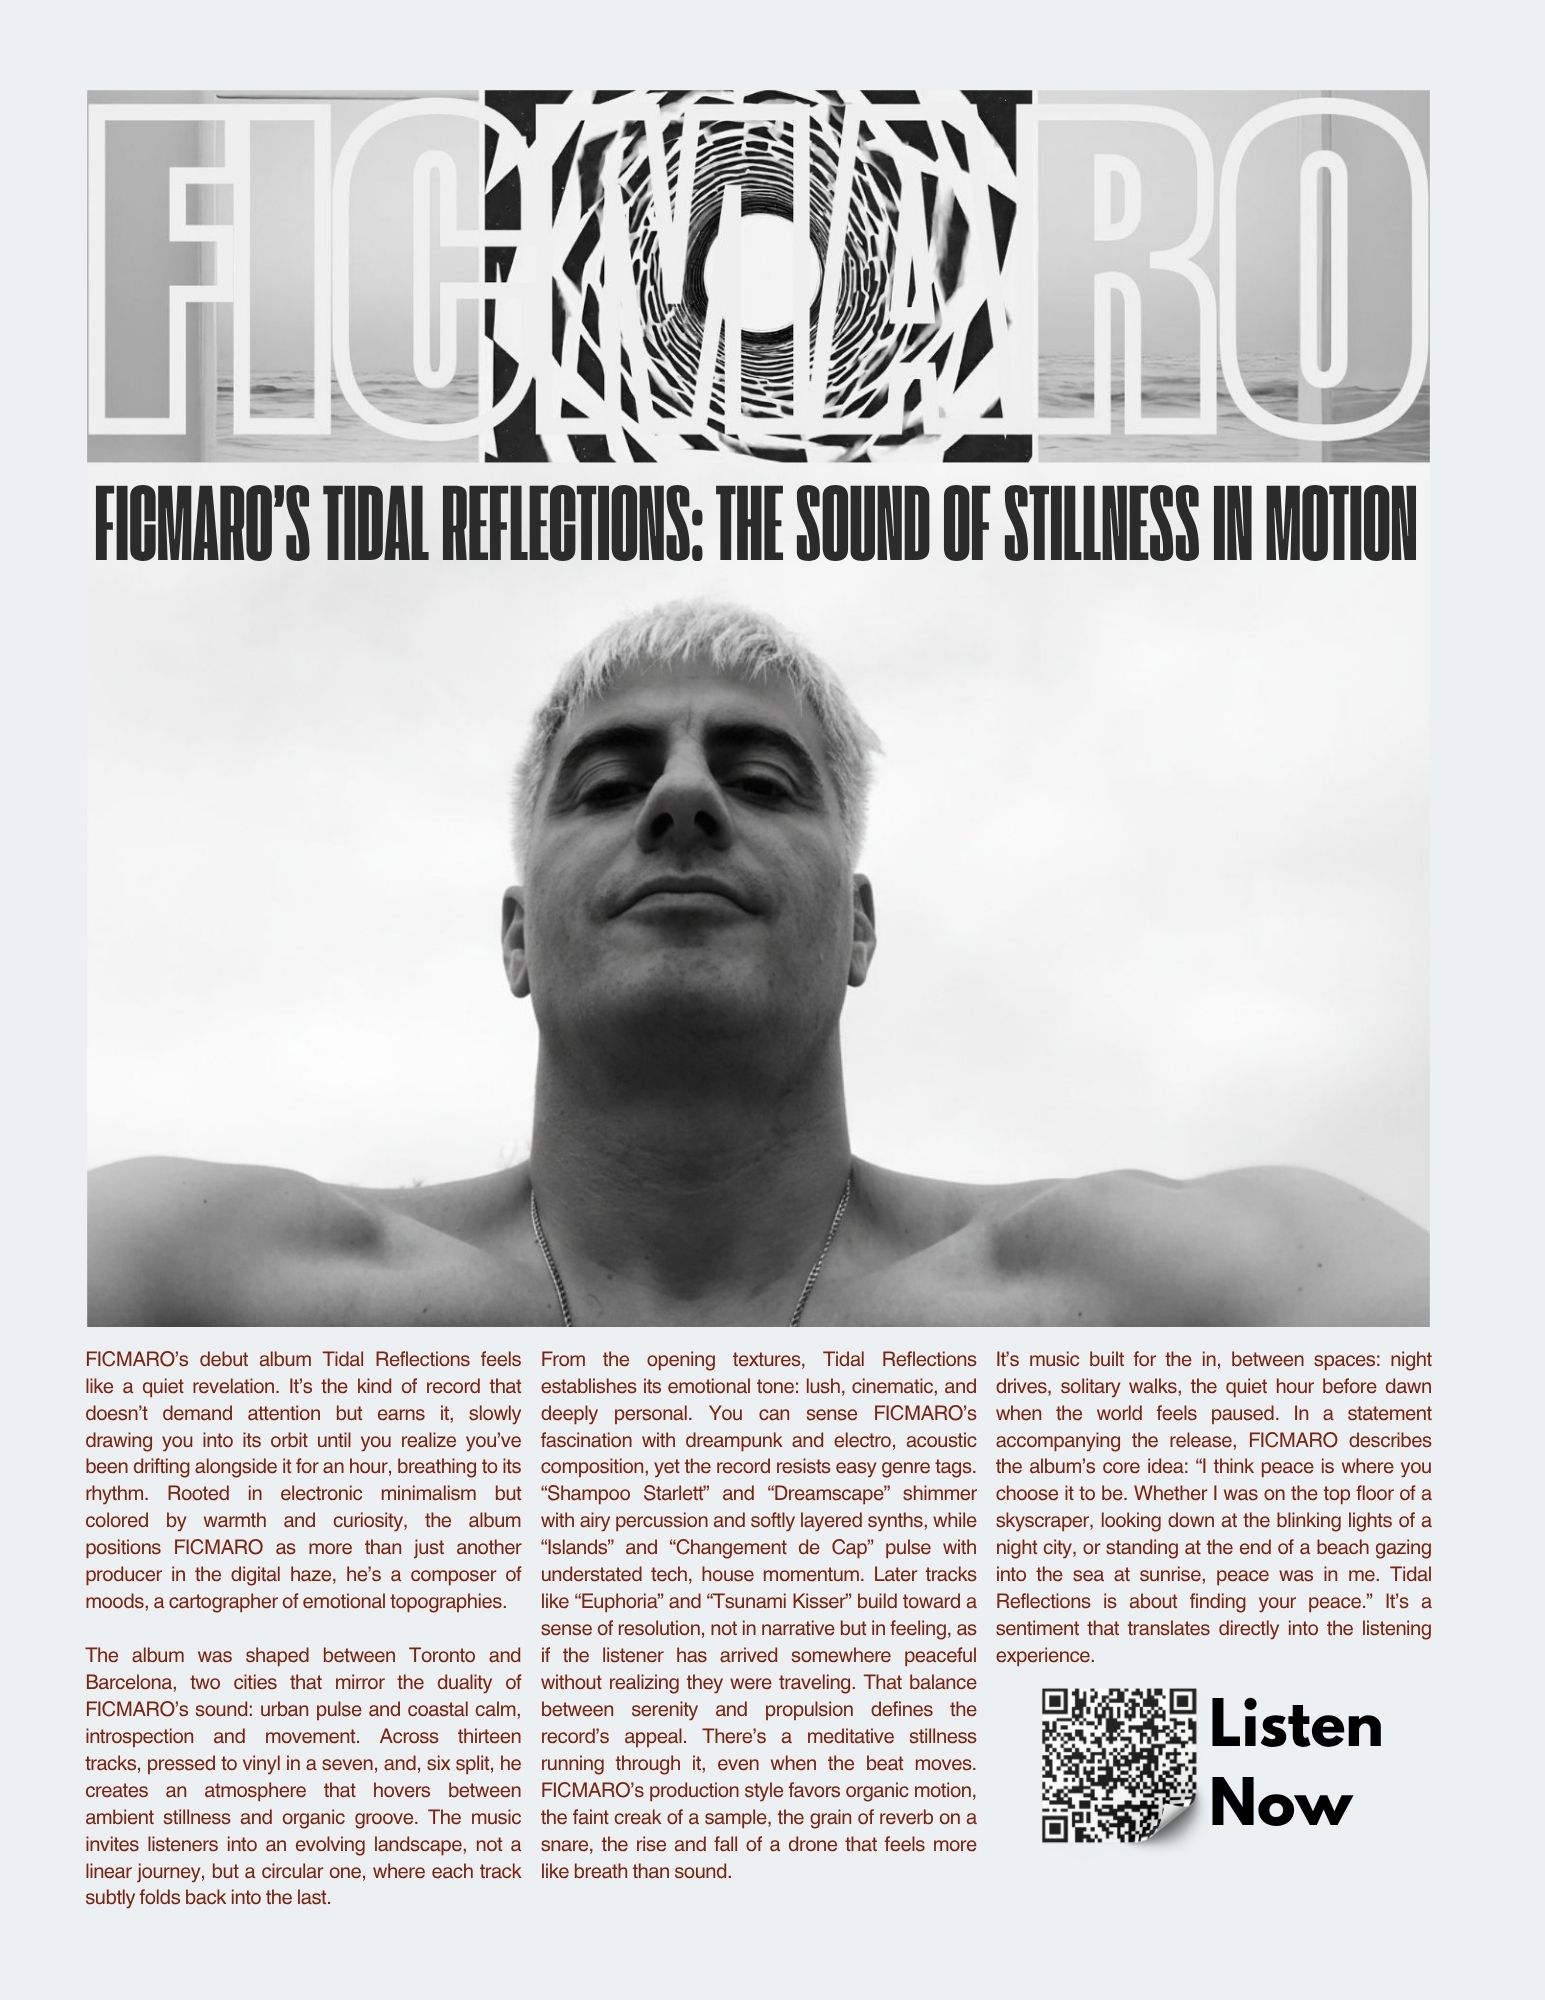 FICMARO
FICMARO'S TIDAL REFLECTIONS: THE SOUND OF STILLNESS IN MOTION
FICMARO's debut album Tidal Reflections feels
like a quiet revelation. It's the kind of record that
doesn't demand attention but earns it, slowly
drawing you into its orbit until you realize you've
been drifting alongside it for an hour, breathing to its
rhythm. Rooted in electronic minimalism but
colored by warmth and curiosity, the album
positions FICMARO as more than just another
producer in the digital haze, he's a composer of
moods, a cartographer of emotional topographies.
The album was shaped between Toronto and
Barcelona, two cities that mirror the duality of
FICMARO's sound: urban pulse and coastal calm,
introspection and movement. Across thirteen
tracks, pressed to vinyl in a seven, and, six split, he
creates an atmosphere that hovers between
ambient stillness and organic groove. The music
invites listeners into an evolving landscape, not a
linear journey, but a circular one, where each track
subtly folds back into the last.
From the opening textures, Tidal Reflections
establishes its emotional tone: lush, cinematic, and
deeply personal. You can sense FICMARO's
fascination with dreampunk and electro, acoustic
composition, yet the record resists easy genre tags.
“Shampoo Starlett” and “Dreamscape” shimmer
with airy percussion and softly layered synths, while
“Islands” and “Changement de Cap” pulse with
understated tech, house momentum. Later tracks
like “Euphoria” and “Tsunami Kisser” build toward a
sense of resolution, not in narrative but in feeling, as
if the listener has arrived somewhere peaceful
without realizing they were traveling. That balance
between serenity and propulsion defines the
record's appeal. There's a meditative stillness
running through it, even when the beat moves.
FICMARO's production style favors organic motion,
the faint creak of a sample, the grain of reverb on a
snare, the rise and fall of a drone that feels more
like breath than sound.
It's music built for the in, between spaces: night
drives, solitary walks, the quiet hour before dawn
when the world feels paused. In a statement
accompanying the release, FICMARO describes
the album's core idea: “I think peace is where you
choose it to be. Whether I was on the top floor of a
skyscraper, looking down at the blinking lights of a
night city, or standing at the end of a beach gazing
into the sea at sunrise, peace was in me. Tidal
Reflections is about finding your peace.” It's a
sentiment that translates directly into the listening
experience.
Listen
Now